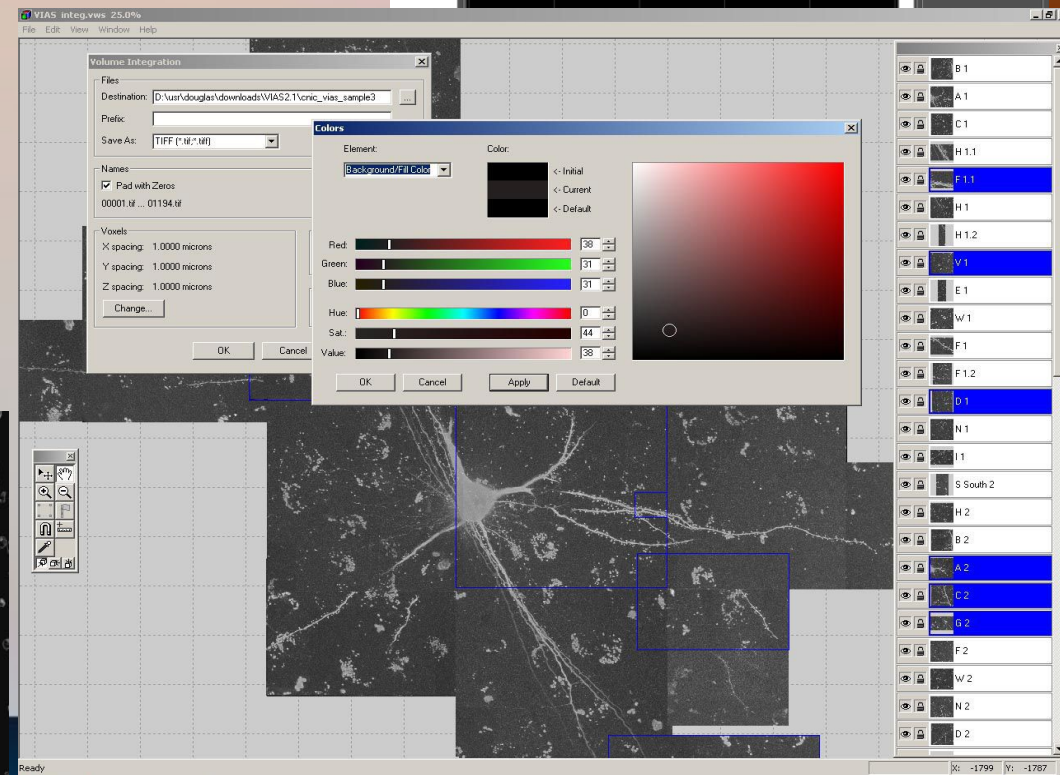 VIAS integ.vws 25.0%
File Edit View Window Help
Volume Integration
Files
Destination: D:\usr\douglas\downloads\VIAS2.1\cnic_vias_sample3 ...
Prefix:
Save As: TIFF (*.tif;*.tiff)
Names
Pad with Zeros
00001.tif ... 01194.tif
Voxels
X spacing: 1.0000 microns
Y spacing: 1.0000 microns
Z spacing: 1.0000 microns
Change...
OK Cancel
Colors
Element: Color:
Background/Fill Color
<- Initial
<- Current
<- Default
Red: 38
Green: 31
Blue: 31
Hue: 0
Sat.: 44
Value: 38
OK Cancel Apply Default
B 1
A 1
C 1
H 1.1
F 1.1
H 1
H 1.2
V 1
E 1
W 1
F 1
F 1.2
D 1
N 1
I 1
S South 2
H 2
B 2
A 2
C 2
G 2
F 2
W 2
N 2
D 2
Ready X: -1799 Y: -1787